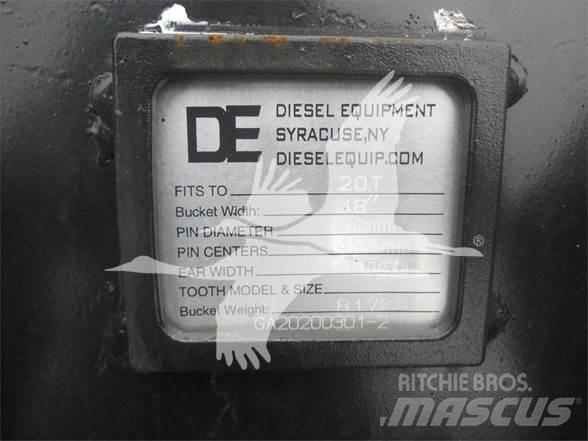 DE
DIESEL EQUIPMENT
SYRACUSE,NY
DIESELEQUIP.COM
FITS TO 20T
Bucket Width: 48"
PIN DIAMETER 80mm
PIN CENTERS
EAR WIDTH
TOOTH MODEL & SIZE
Bucket Weight:
GA20200301-2
®
RITCHIE BROS.
MASCUS